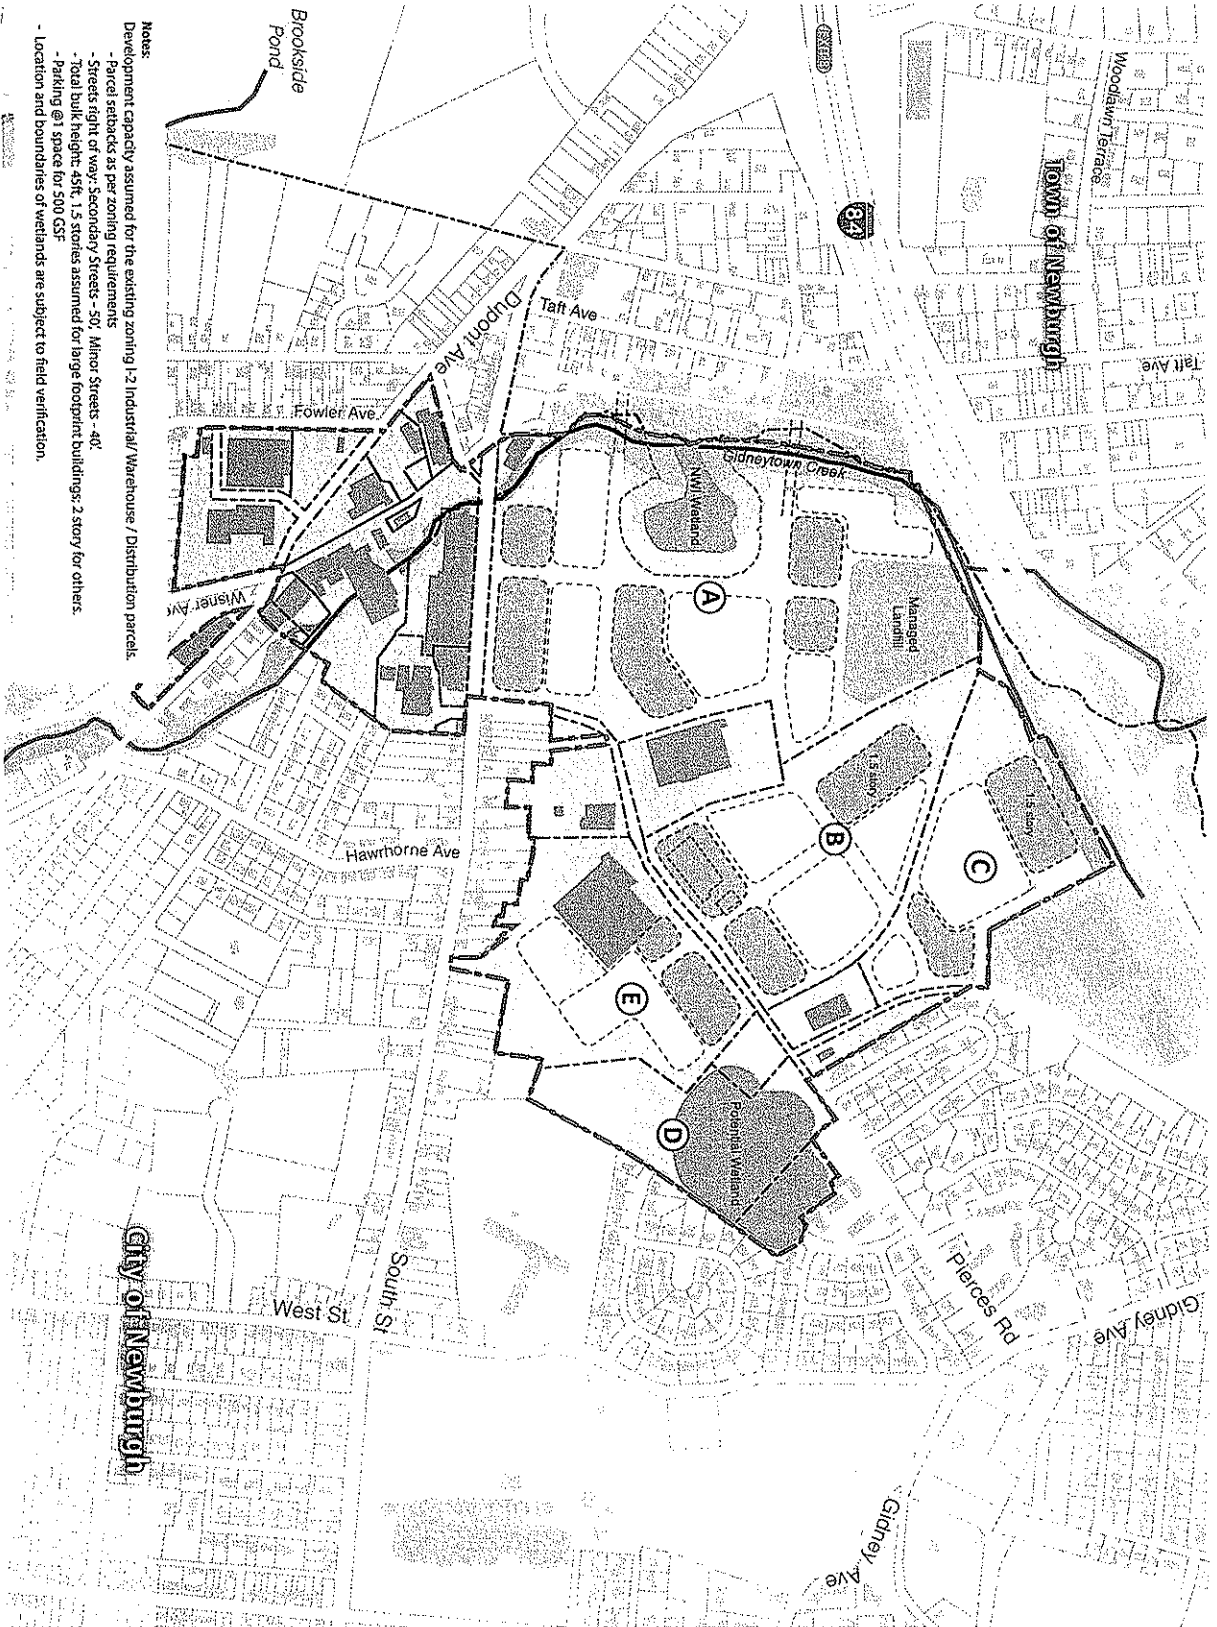 Woodlawn Terrace
Town of Newburgh
Taft Ave
84
Brookside
Pond
Taft Ave
Dupont Ave
Fowler Ave
Wisner Ave
Gidneytown Creek
NWI Wetland
Managed
Landfill
A
1.5 story
B
1.5 story
C
E
D
Potential Wetland
Hawrhorne Ave
South St
West St
Pierces Rd
Gidney Ave
Gidney Ave
City of Newburgh
Notes:
Development capacity assumed for the existing zoning I-2 Industrial/ Warehouse / Distribution parcels.
- Parcel setbacks as per zoning requirements
- Streets right of way: Secondary Streets - 50', Minor Streets - 40'.
- Total bulk height: 45ft, 1.5 stories assumed for large footprint buildings; 2 story for others.
- Parking @1 space for 500 GSF
- Location and boundaries of wetlands are subject to field verification.